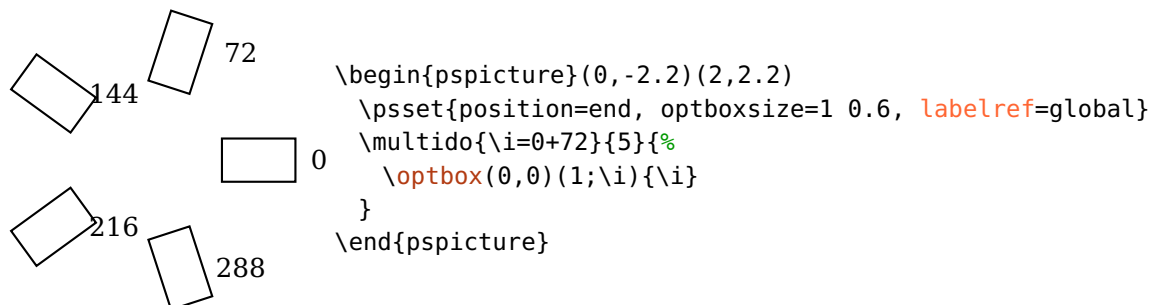 72
144
0
216
288
\begin{pspicture}(0,-2.2)(2,2.2)
  \psset{position=end, optboxsize=1 0.6, labelref=global}
  \multido{\i=0+72}{5}{%
    \optbox(0,0)(1;\i){\i}
  }
\end{pspicture}